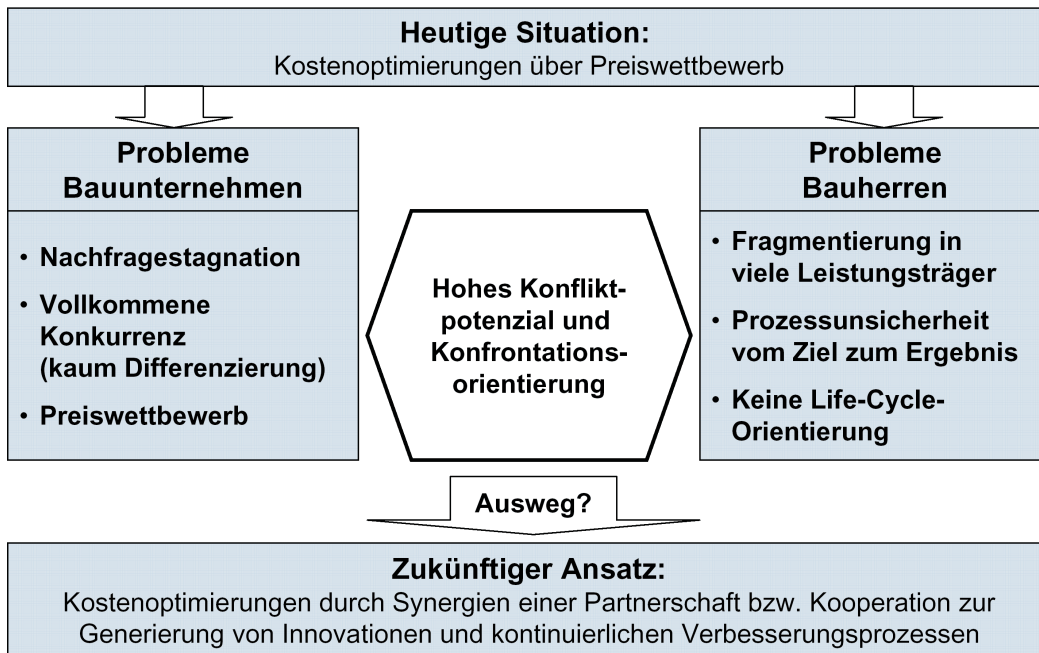 Heutige Situation:
Kostenoptimierungen über Preiswettbewerb
Probleme
Bauunternehmen
• Nachfragestagnation
• Vollkommene
Konkurrenz
(kaum Differenzierung)
• Preiswettbewerb
Hohes Konflikt-
potenzial und
Konfrontations-
orientierung
Probleme
Bauherren
• Fragmentierung in
viele Leistungsträger
• Prozessunsicherheit
vom Ziel zum Ergebnis
• Keine Life-Cycle-
Orientierung
Ausweg?
Zukünftiger Ansatz:
Kostenoptimierungen durch Synergien einer Partnerschaft bzw. Kooperation zur
Generierung von Innovationen und kontinuierlichen Verbesserungsprozessen